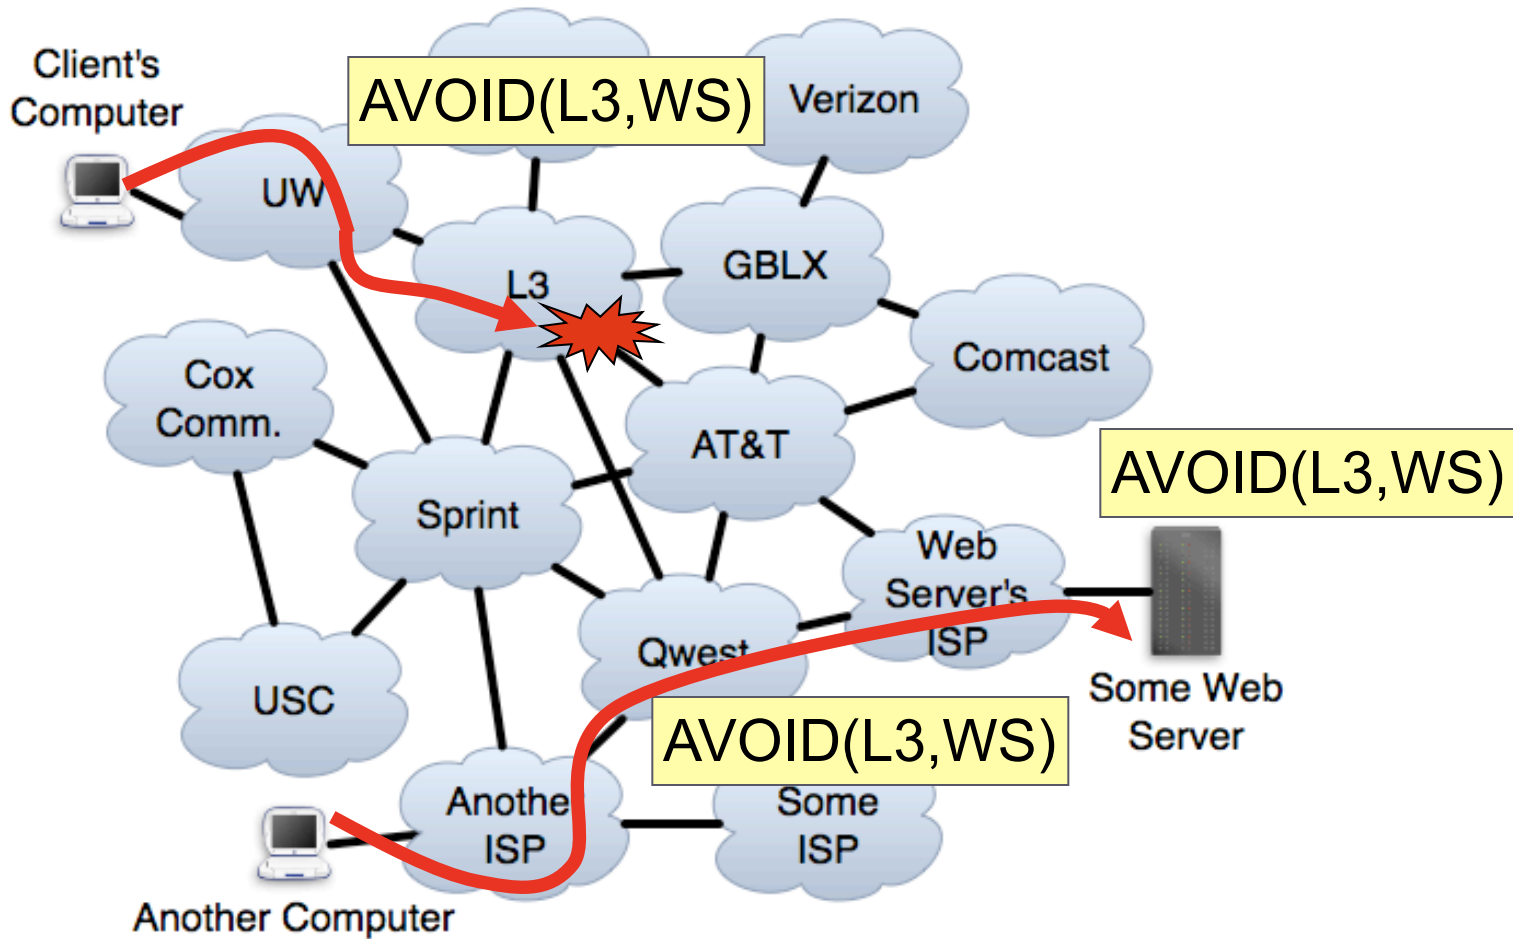 Client's
Computer
AVOID(L3,WS)
Verizon
UW
L3
GBLX
Cox
Comm.
Comcast
AT&T
AVOID(L3,WS)
Sprint
Web
Server's
ISP
Qwest
USC
Some Web
Server
AVOID(L3,WS)
Another
ISP
Some
ISP
Another Computer